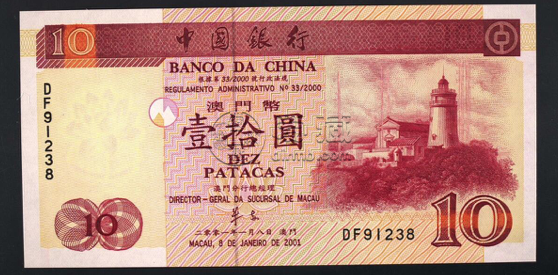 10 中國銀行
BANCO DA CHINA
根據第33/2000號行政法規
REGULAMENTO ADMINISTRATIVO Nº 33/2000
DF91238
澳門幣
壹拾圓
DEZ
PATACAS
澳門分行總經理
DIRECTOR - GERAL DA SUCURSAL DE MACAU
二零零一年一月八日 澳門
MACAU, 8 DE JANEIRO DE 2001
DF91238
10
10